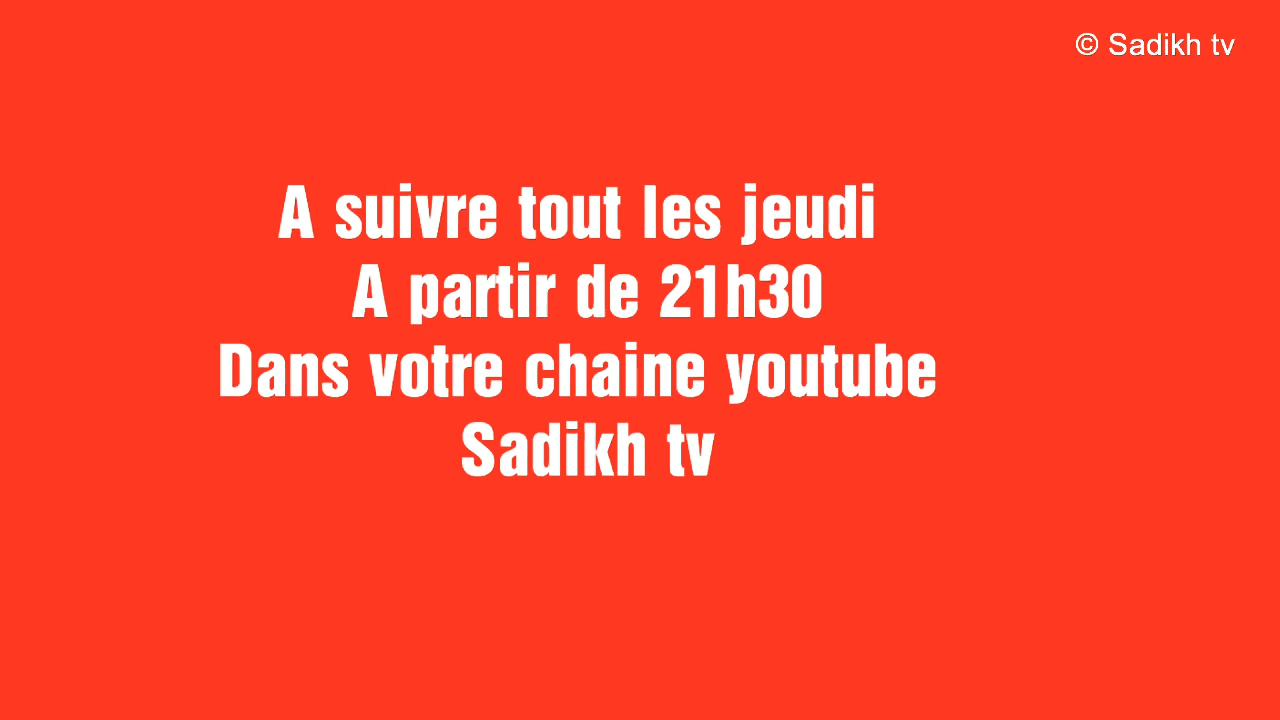 © Sadikh tv
A suivre tout les jeudi
A partir de 21h30
Dans votre chaine youtube
Sadikh tv